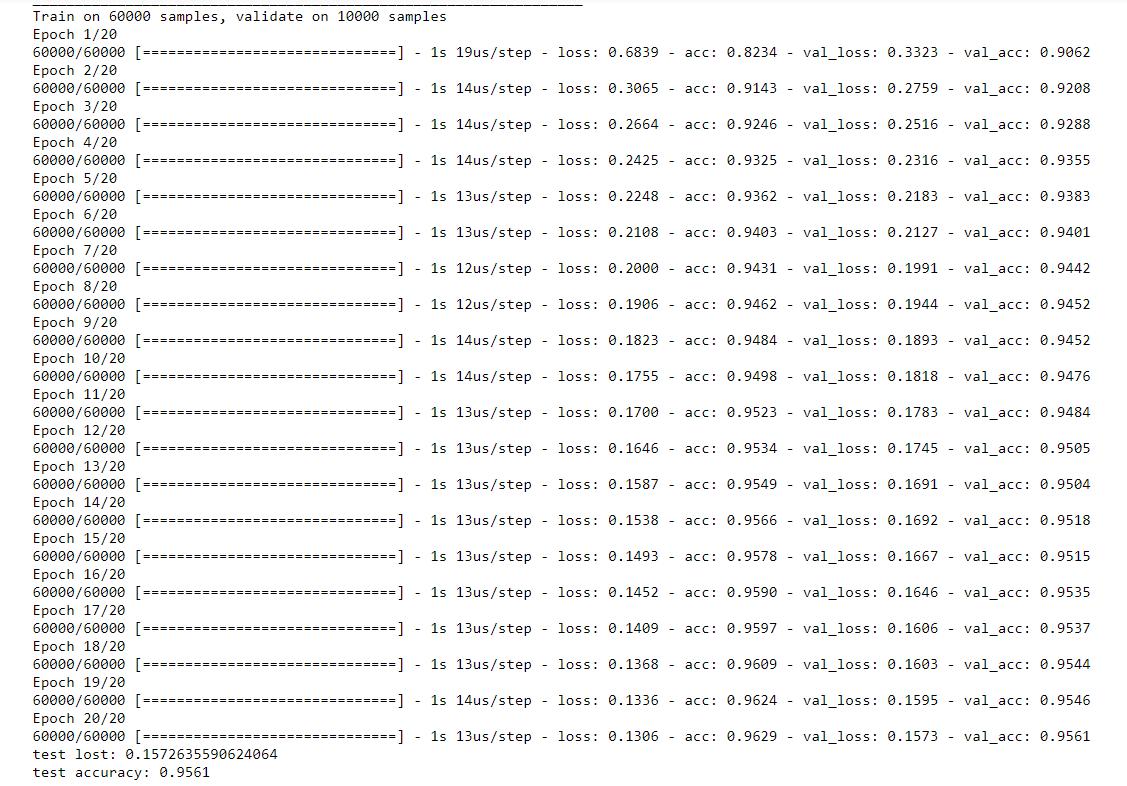 Train on 60000 samples, validate on 10000 samples
Epoch 1/20
60000/60000 [==============================] - 1s 19us/step - loss: 0.6839 - acc: 0.8234 - val_loss: 0.3323 - val_acc: 0.9062
Epoch 2/20
60000/60000 [==============================] - 1s 14us/step - loss: 0.3065 - acc: 0.9143 - val_loss: 0.2759 - val_acc: 0.9208
Epoch 3/20
60000/60000 [==============================] - 1s 14us/step - loss: 0.2664 - acc: 0.9246 - val_loss: 0.2516 - val_acc: 0.9288
Epoch 4/20
60000/60000 [==============================] - 1s 14us/step - loss: 0.2425 - acc: 0.9325 - val_loss: 0.2316 - val_acc: 0.9355
Epoch 5/20
60000/60000 [==============================] - 1s 13us/step - loss: 0.2248 - acc: 0.9362 - val_loss: 0.2183 - val_acc: 0.9383
Epoch 6/20
60000/60000 [==============================] - 1s 13us/step - loss: 0.2108 - acc: 0.9403 - val_loss: 0.2127 - val_acc: 0.9401
Epoch 7/20
60000/60000 [==============================] - 1s 12us/step - loss: 0.2000 - acc: 0.9431 - val_loss: 0.1991 - val_acc: 0.9442
Epoch 8/20
60000/60000 [==============================] - 1s 12us/step - loss: 0.1906 - acc: 0.9462 - val_loss: 0.1944 - val_acc: 0.9452
Epoch 9/20
60000/60000 [==============================] - 1s 14us/step - loss: 0.1823 - acc: 0.9484 - val_loss: 0.1893 - val_acc: 0.9452
Epoch 10/20
60000/60000 [==============================] - 1s 14us/step - loss: 0.1755 - acc: 0.9498 - val_loss: 0.1818 - val_acc: 0.9476
Epoch 11/20
60000/60000 [==============================] - 1s 13us/step - loss: 0.1700 - acc: 0.9523 - val_loss: 0.1783 - val_acc: 0.9484
Epoch 12/20
60000/60000 [==============================] - 1s 13us/step - loss: 0.1646 - acc: 0.9534 - val_loss: 0.1745 - val_acc: 0.9505
Epoch 13/20
60000/60000 [==============================] - 1s 13us/step - loss: 0.1587 - acc: 0.9549 - val_loss: 0.1691 - val_acc: 0.9504
Epoch 14/20
60000/60000 [==============================] - 1s 13us/step - loss: 0.1538 - acc: 0.9566 - val_loss: 0.1692 - val_acc: 0.9518
Epoch 15/20
60000/60000 [==============================] - 1s 13us/step - loss: 0.1493 - acc: 0.9578 - val_loss: 0.1667 - val_acc: 0.9515
Epoch 16/20
60000/60000 [==============================] - 1s 13us/step - loss: 0.1452 - acc: 0.9590 - val_loss: 0.1646 - val_acc: 0.9535
Epoch 17/20
60000/60000 [==============================] - 1s 13us/step - loss: 0.1409 - acc: 0.9597 - val_loss: 0.1606 - val_acc: 0.9537
Epoch 18/20
60000/60000 [==============================] - 1s 13us/step - loss: 0.1368 - acc: 0.9609 - val_loss: 0.1603 - val_acc: 0.9544
Epoch 19/20
60000/60000 [==============================] - 1s 14us/step - loss: 0.1336 - acc: 0.9624 - val_loss: 0.1595 - val_acc: 0.9546
Epoch 20/20
60000/60000 [==============================] - 1s 13us/step - loss: 0.1306 - acc: 0.9629 - val_loss: 0.1573 - val_acc: 0.9561
test lost: 0.1572635590624064
test accuracy: 0.9561